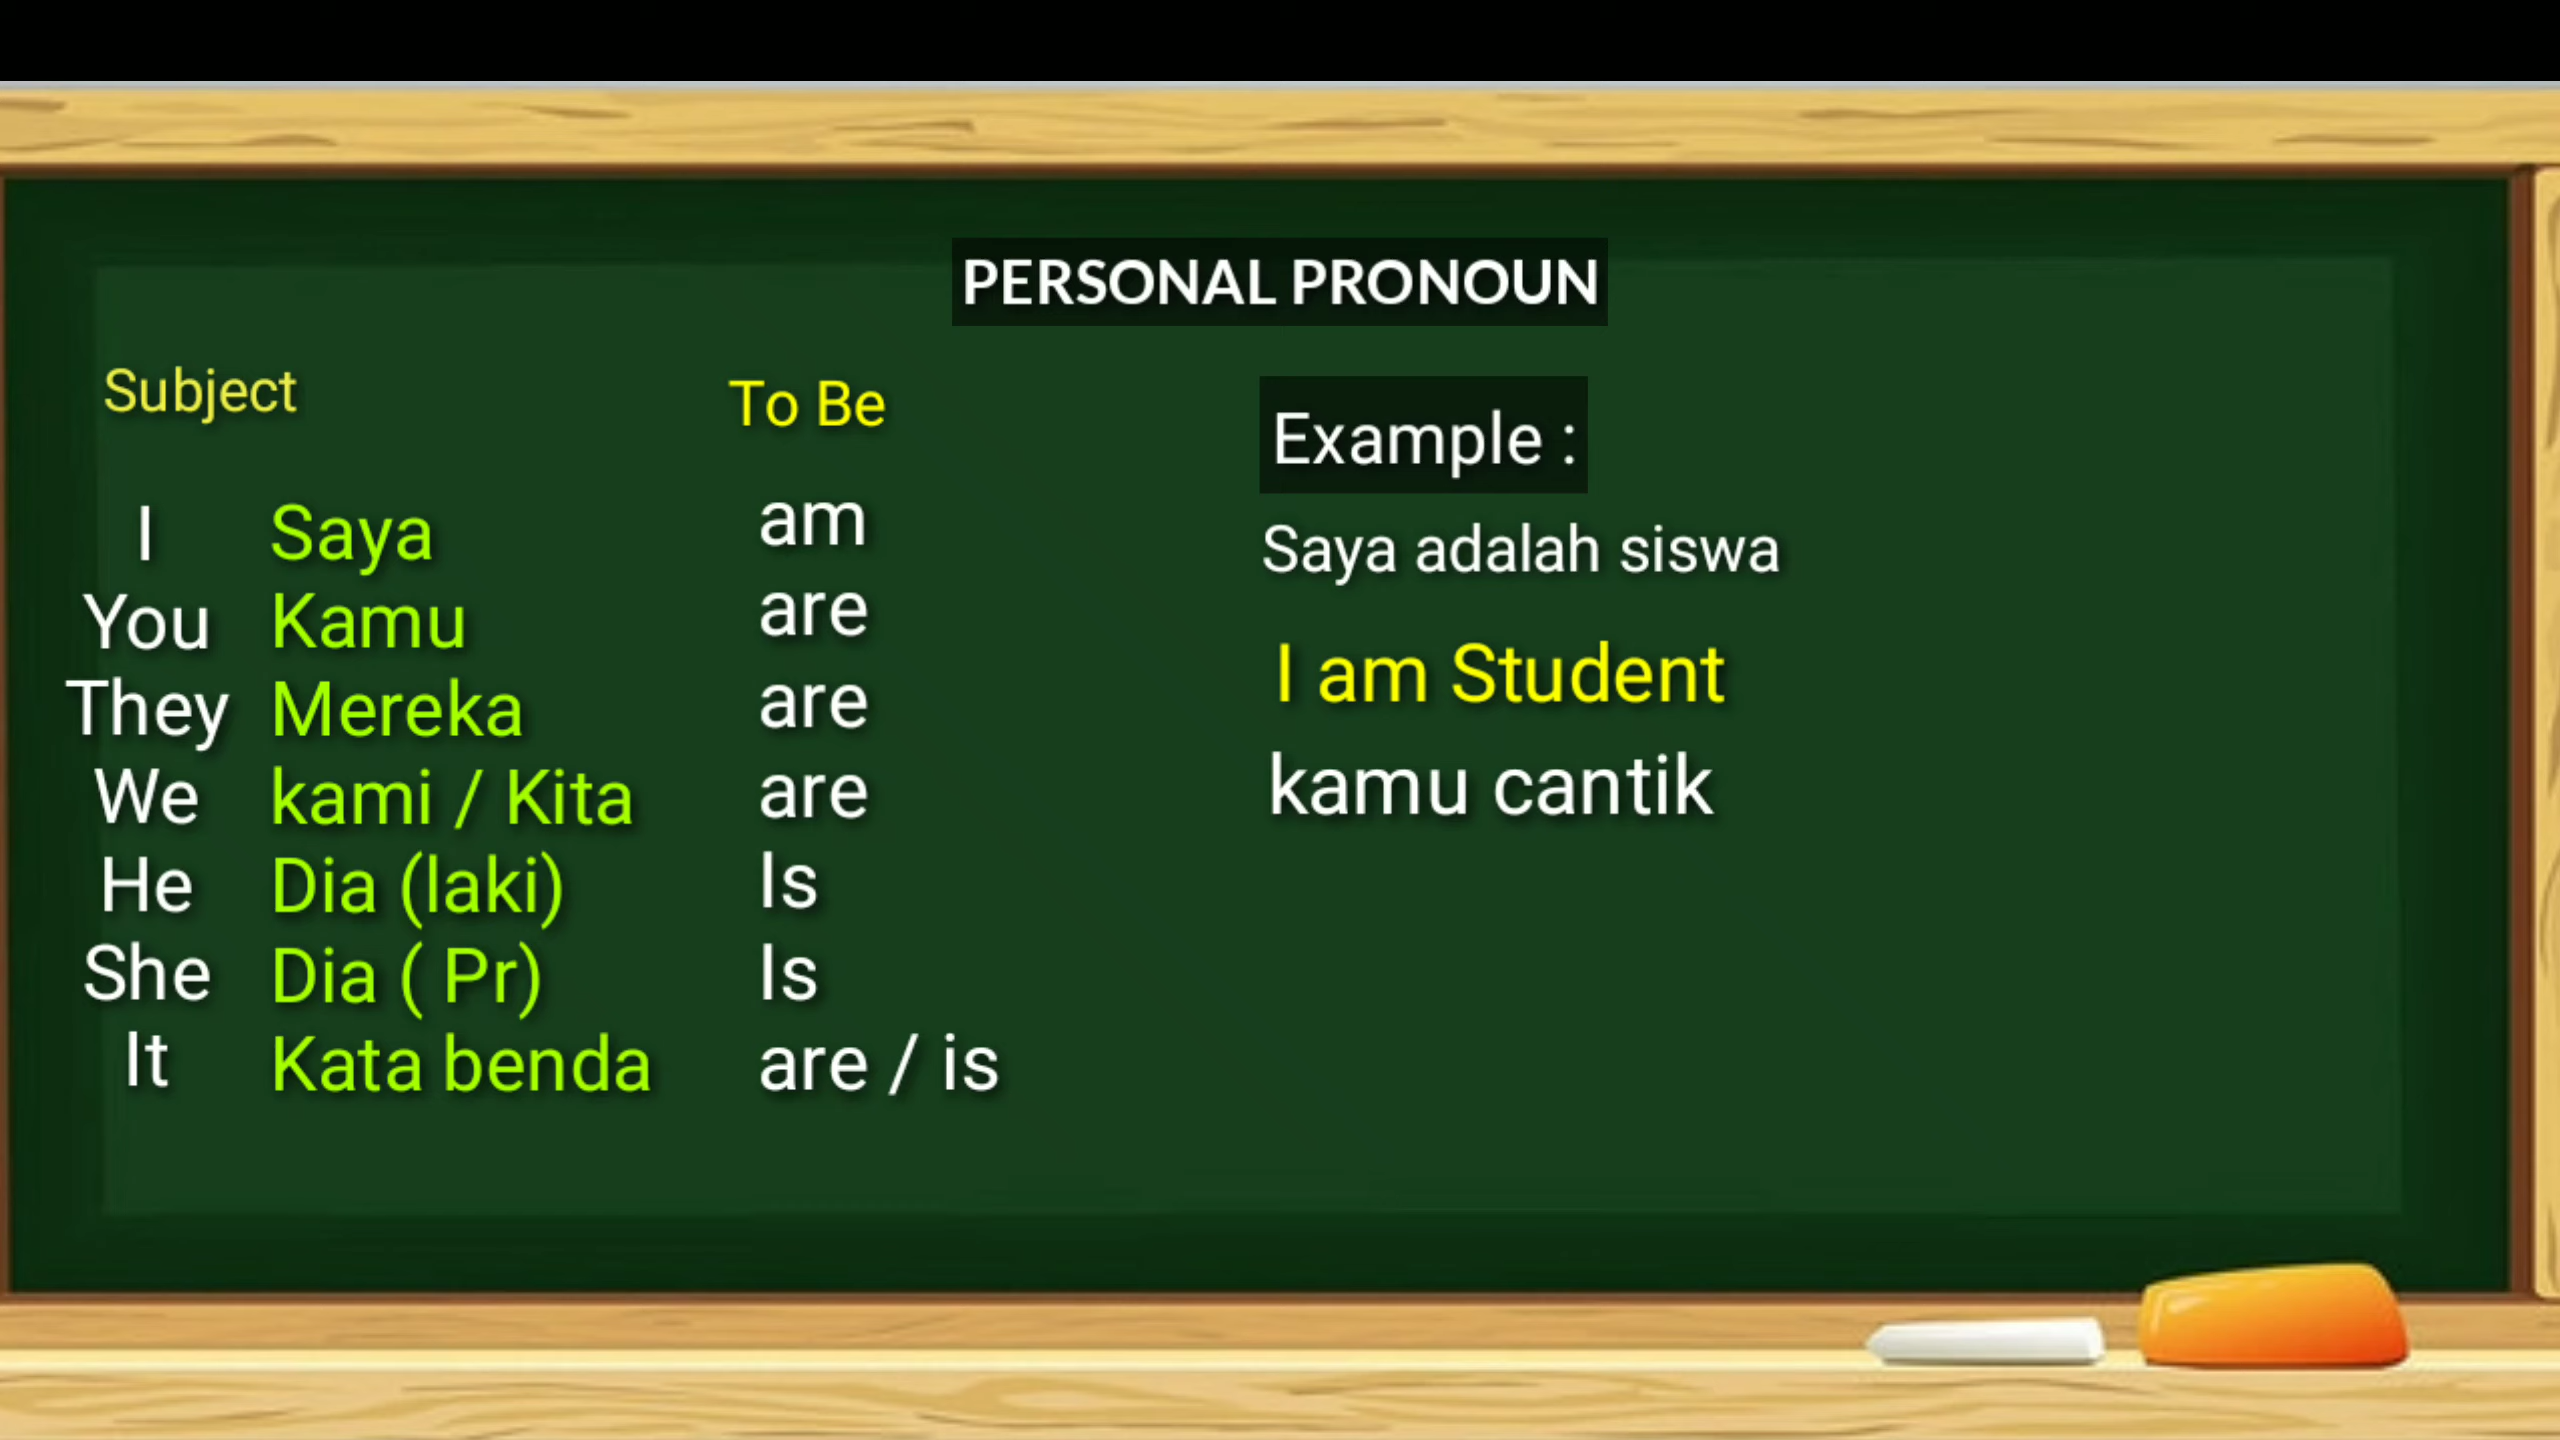 PERSONAL PRONOUN
Subject
To Be
I Saya am
You Kamu are
They Mereka are
We kami / Kita are
He Dia (laki) Is
She Dia ( Pr) Is
It Kata benda are / is
Example :
Saya adalah siswa
I am Student
kamu cantik